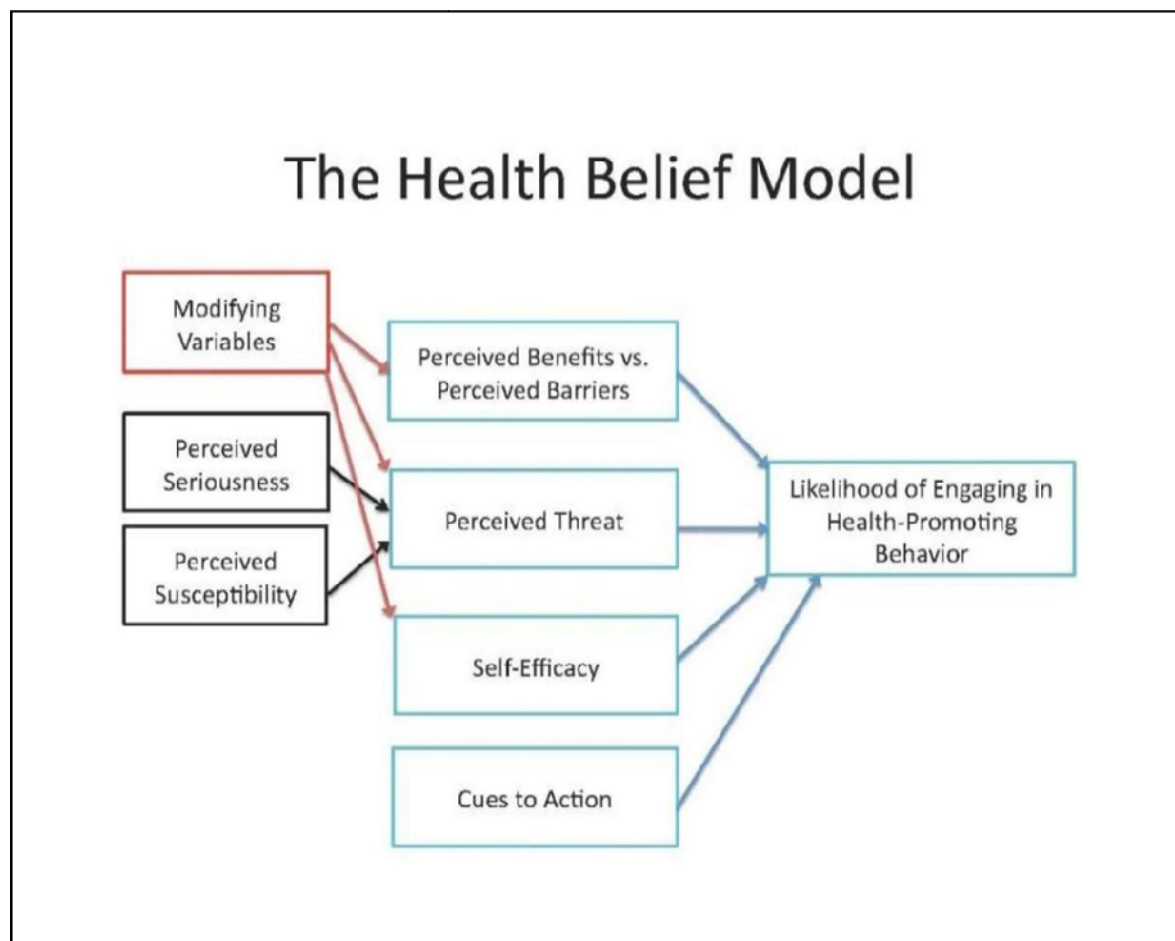 The Health Belief Model
Modifying
Variables
Perceived Benefits vs.
Perceived Barriers
Perceived
Seriousness
Perceived Threat
Likelihood of Engaging in
Health-Promoting
Behavior
Perceived
Susceptibility
Self-Efficacy
Cues to Action